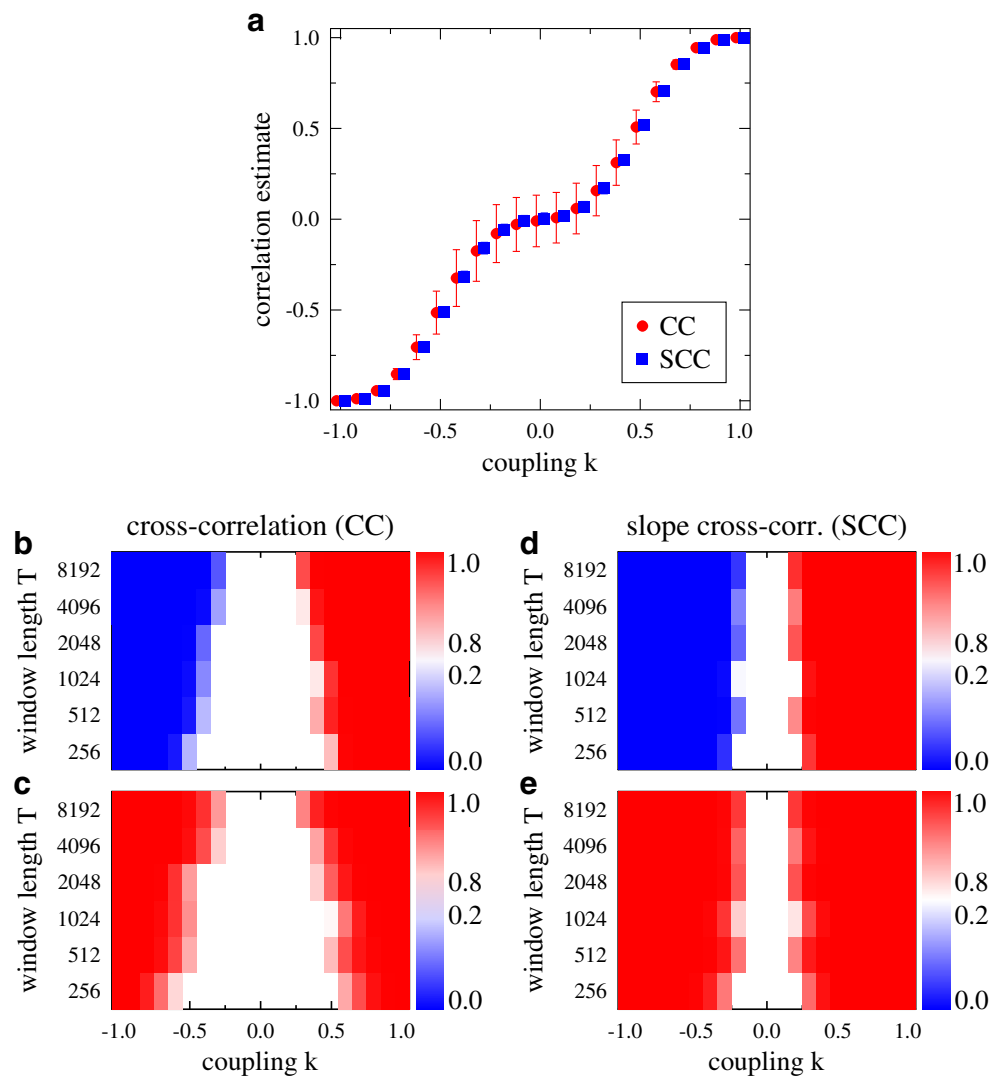 a
1.0
0.5
0.0
-0.5
-1.0
correlation estimate
CC
SCC
-1.0 -0.5 0.0 0.5 1.0
coupling k
cross-correlation (CC)
slope cross-corr. (SCC)
b
window length T
8192
4096
2048
1024
512
256
1.0
0.8
0.2
0.0
d
window length T
8192
4096
2048
1024
512
256
1.0
0.8
0.2
0.0
c
window length T
8192
4096
2048
1024
512
256
1.0
0.8
0.2
0.0
-1.0 -0.5 0.0 0.5 1.0
coupling k
e
window length T
8192
4096
2048
1024
512
256
1.0
0.8
0.2
0.0
-1.0 -0.5 0.0 0.5 1.0
coupling k